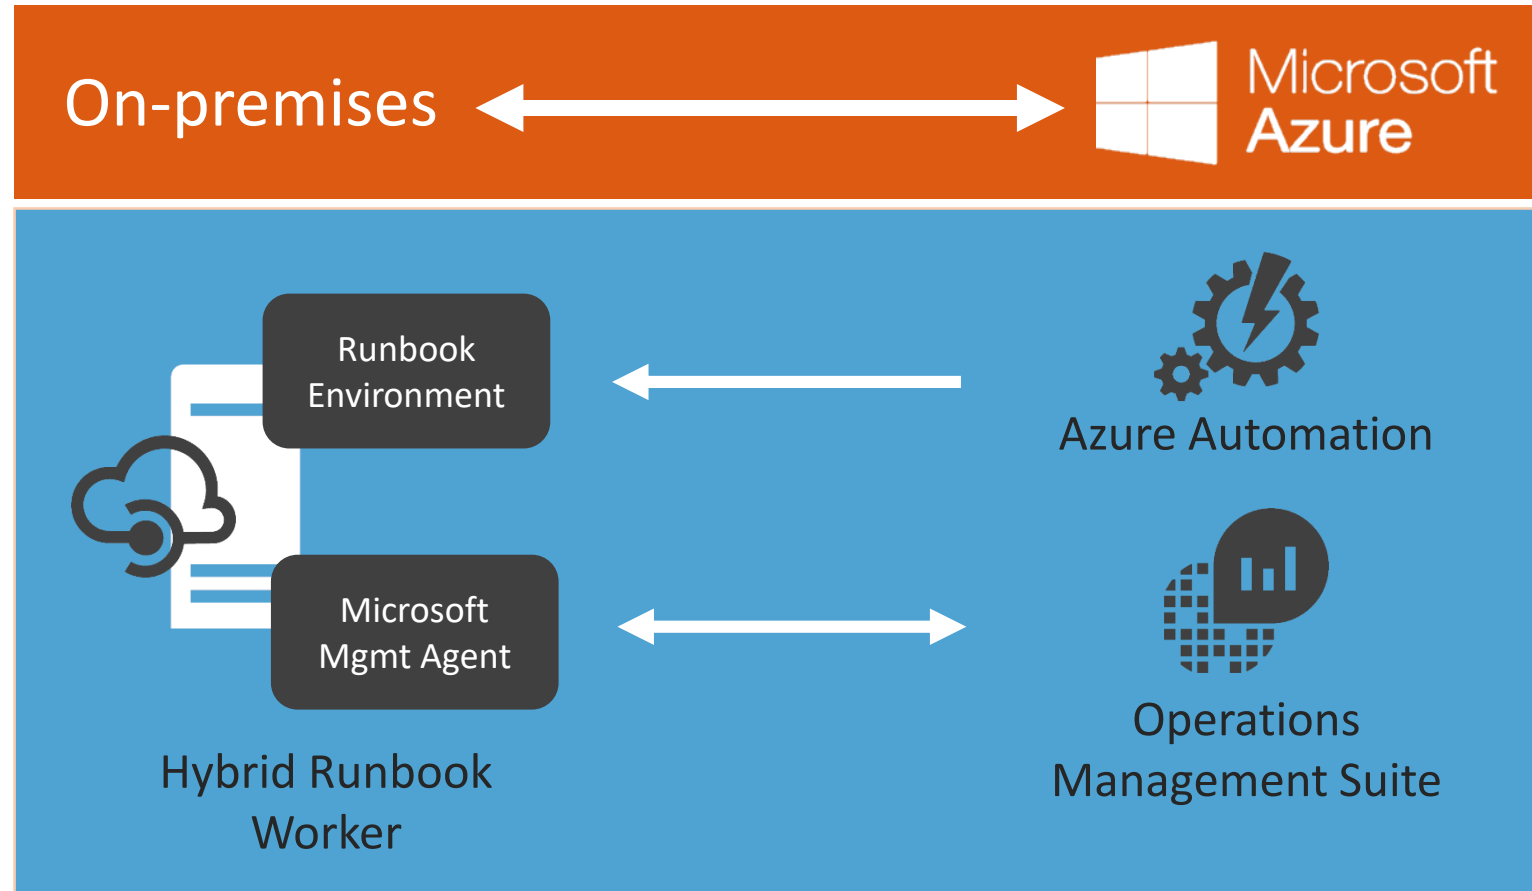 On-premises
Microsoft
Azure
Runbook
Environment
Azure Automation
Microsoft
Mgmt Agent
Operations
Management Suite
Hybrid Runbook
Worker